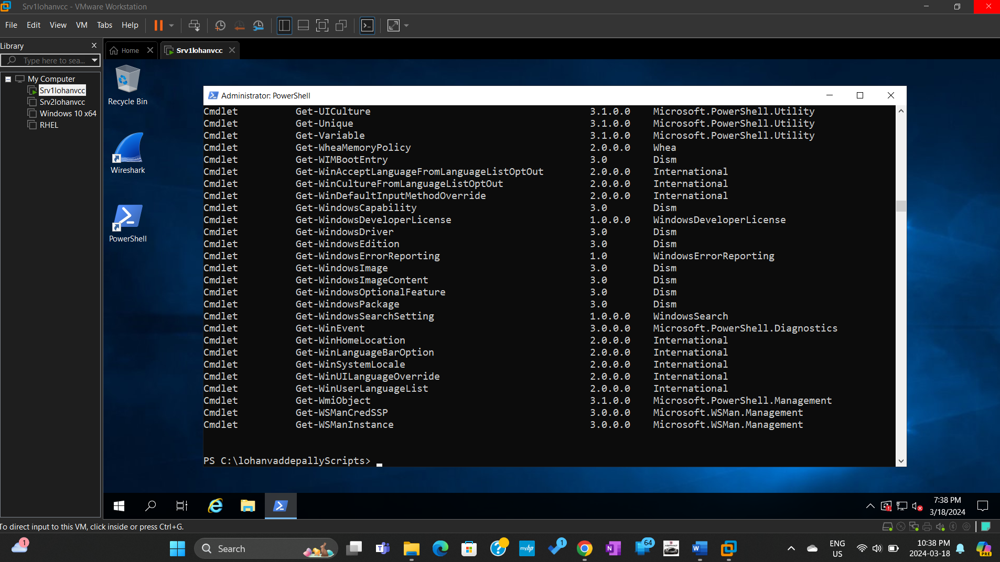 Srv1lohanvcc - VMware Workstation
File Edit View VM Tabs Help
Library
Home
Srv1lohanvcc
Type here to sea...
My Computer
Srv1lohanvcc
Srv2lohanvcc
Windows 10 x64
RHEL
Recycle Bin
Wireshark
PowerShell
Administrator: PowerShell
Cmdlet Get-UICulture 3.1.0.0 Microsoft.PowerShell.Utility
Cmdlet Get-Unique 3.1.0.0 Microsoft.PowerShell.Utility
Cmdlet Get-Variable 3.1.0.0 Microsoft.PowerShell.Utility
Cmdlet Get-WheaMemoryPolicy 2.0.0.0 Whea
Cmdlet Get-WIMBootEntry 3.0 Dism
Cmdlet Get-WinAcceptLanguageFromLanguageListOptOut 2.0.0.0 International
Cmdlet Get-WinCultureFromLanguageListOptOut 2.0.0.0 International
Cmdlet Get-WinDefaultInputMethodOverride 2.0.0.0 International
Cmdlet Get-WindowsCapability 3.0 Dism
Cmdlet Get-WindowsDeveloperLicense 1.0.0.0 WindowsDeveloperLicense
Cmdlet Get-WindowsDriver 3.0 Dism
Cmdlet Get-WindowsEdition 3.0 Dism
Cmdlet Get-WindowsErrorReporting 1.0 WindowsErrorReporting
Cmdlet Get-WindowsImage 3.0 Dism
Cmdlet Get-WindowsImageContent 3.0 Dism
Cmdlet Get-WindowsOptionalFeature 3.0 Dism
Cmdlet Get-WindowsPackage 3.0 Dism
Cmdlet Get-WindowsSearchSetting 1.0.0.0 WindowsSearch
Cmdlet Get-WinEvent 3.0.0.0 Microsoft.PowerShell.Diagnostics
Cmdlet Get-WinHomeLocation 2.0.0.0 International
Cmdlet Get-WinLanguageBarOption 2.0.0.0 International
Cmdlet Get-WinSystemLocale 2.0.0.0 International
Cmdlet Get-WinUILanguageOverride 2.0.0.0 International
Cmdlet Get-WinUserLanguageList 2.0.0.0 International
Cmdlet Get-WmiObject 3.1.0.0 Microsoft.PowerShell.Management
Cmdlet Get-WSManCredSSP 3.0.0.0 Microsoft.WSMan.Management
Cmdlet Get-WSManInstance 3.0.0.0 Microsoft.WSMan.Management
PS C:\lohanvaddepallyScripts>
7:38 PM
3/18/2024
To direct input to this VM, click inside or press Ctrl+G.
1
Search
myhp
1
64
ENG
US
10:38 PM
2024-03-18
PRE